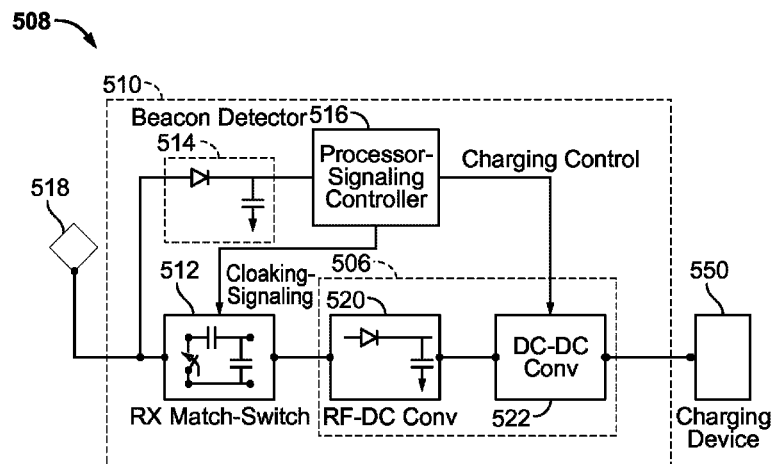 508
510
Beacon Detector
516
514
Processor-
Signaling
Controller
Charging Control
518
512
Cloaking-
Signaling
506
520
550
DC-DC
Conv
RX Match-Switch
RF-DC Conv
522
Charging
Device